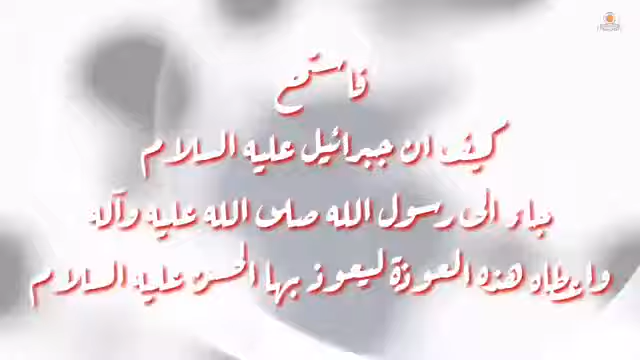 فاستمع
كيف ان جبرائيل عليه السلام
جاء الى رسول الله صلى الله عليه وآله
واعطاه هذه العوذة ليعوذ بها الحسن عليه السلام